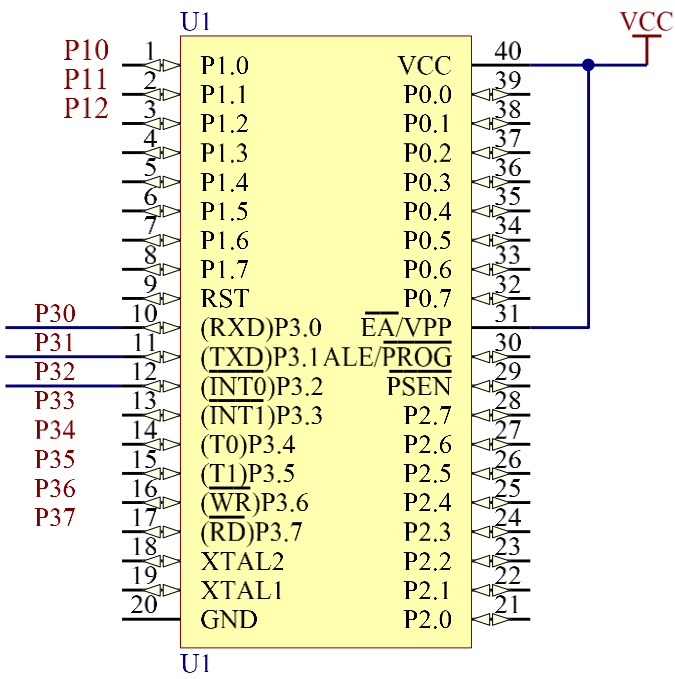 U1
VCC
P10 1 P1.0 VCC 40
P11 2 P1.1 P0.0 39
P12 3 P1.2 P0.1 38
4 P1.3 P0.2 37
5 P1.4 P0.3 36
6 P1.5 P0.4 35
7 P1.6 P0.5 34
8 P1.7 P0.6 33
9 RST P0.7 32
P30 10 (RXD)P3.0 EA/VPP 31
P31 11 (TXD)P3.1 ALE/PROG 30
P32 12 (INT0)P3.2 PSEN 29
P33 13 (INT1)P3.3 P2.7 28
P34 14 (T0)P3.4 P2.6 27
P35 15 (T1)P3.5 P2.5 26
P36 16 (WR)P3.6 P2.4 25
P37 17 (RD)P3.7 P2.3 24
18 XTAL2 P2.2 23
19 XTAL1 P2.1 22
20 GND P2.0 21
U1